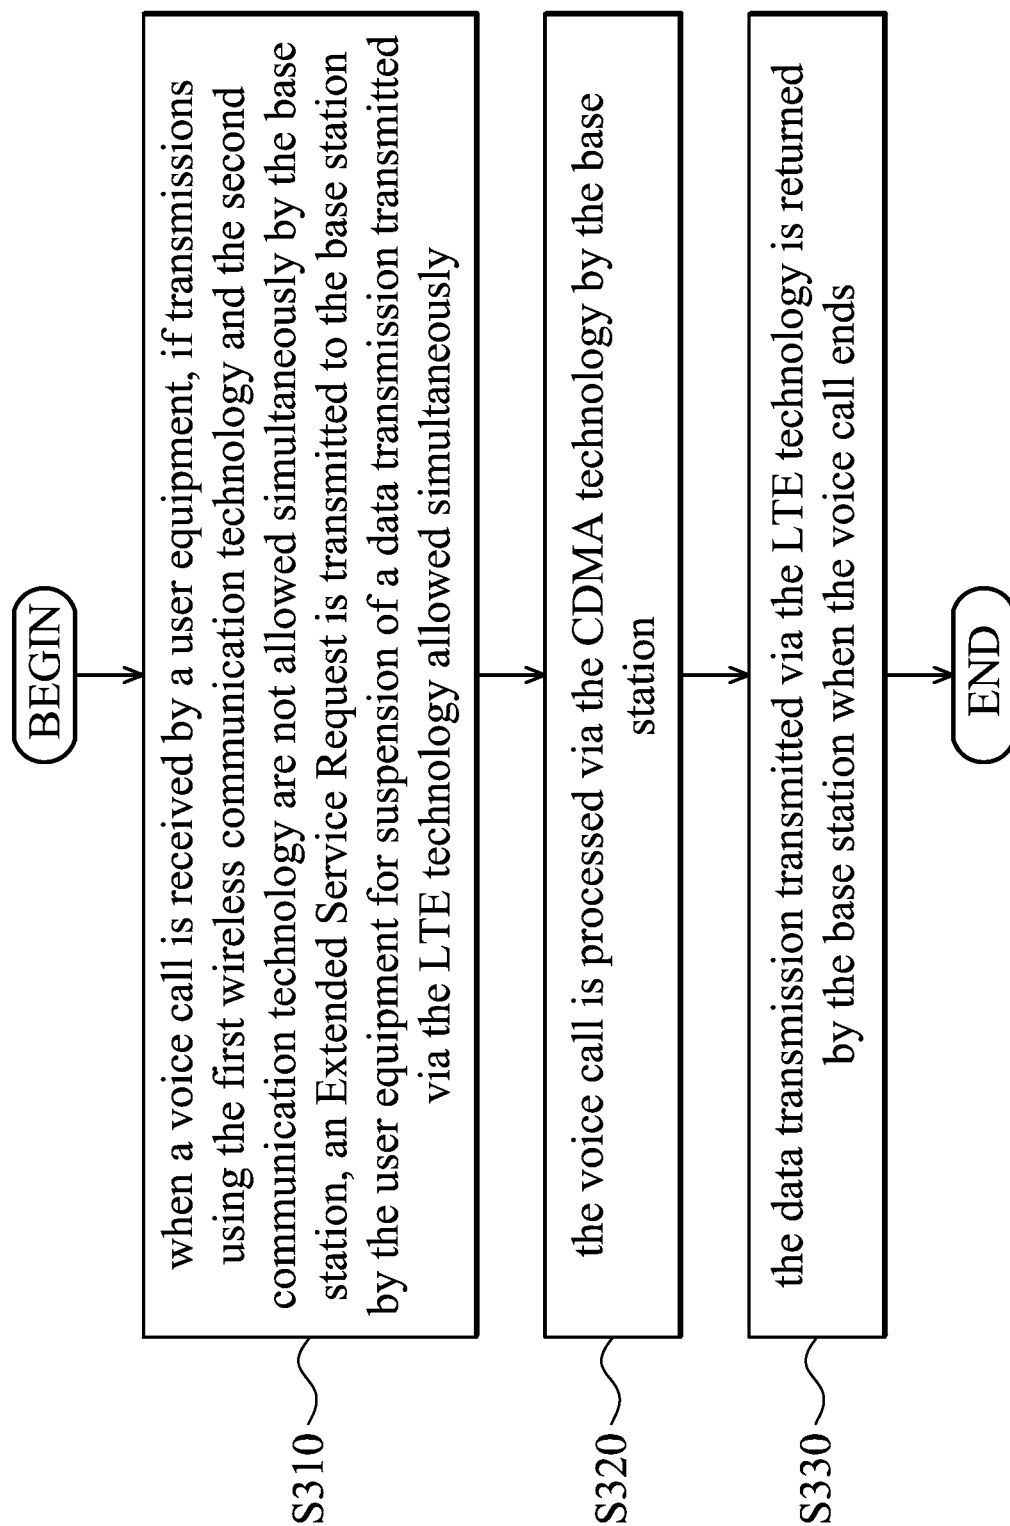 BEGIN
S310
when a voice call is received by a user equipment, if transmissions
using the first wireless communication technology and the second
communication technology are not allowed simultaneously by the base
station, an Extended Service Request is transmitted to the base station
by the user equipment for suspension of a data transmission transmitted
via the LTE technology allowed simultaneously
S320
the voice call is processed via the CDMA technology by the base
station
S330
the data transmission transmitted via the LTE technology is returned
by the base station when the voice call ends
END